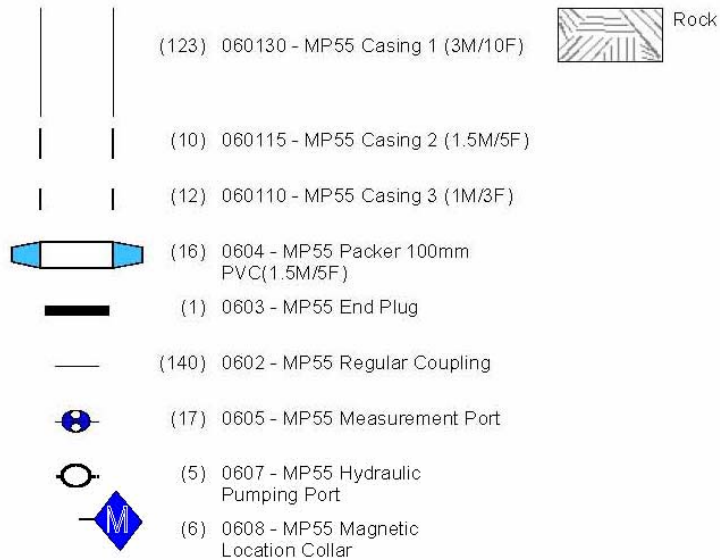 (123) 060130 - MP55 Casing 1 (3M/10F)
Rock
(10) 060115 - MP55 Casing 2 (1.5M/5F)
(12) 060110 - MP55 Casing 3 (1M/3F)
(16) 0604 - MP55 Packer 100mm
PVC(1.5M/5F)
(1) 0603 - MP55 End Plug
(140) 0602 - MP55 Regular Coupling
(17) 0605 - MP55 Measurement Port
(5) 0607 - MP55 Hydraulic
Pumping Port
M
(6) 0608 - MP55 Magnetic
Location Collar